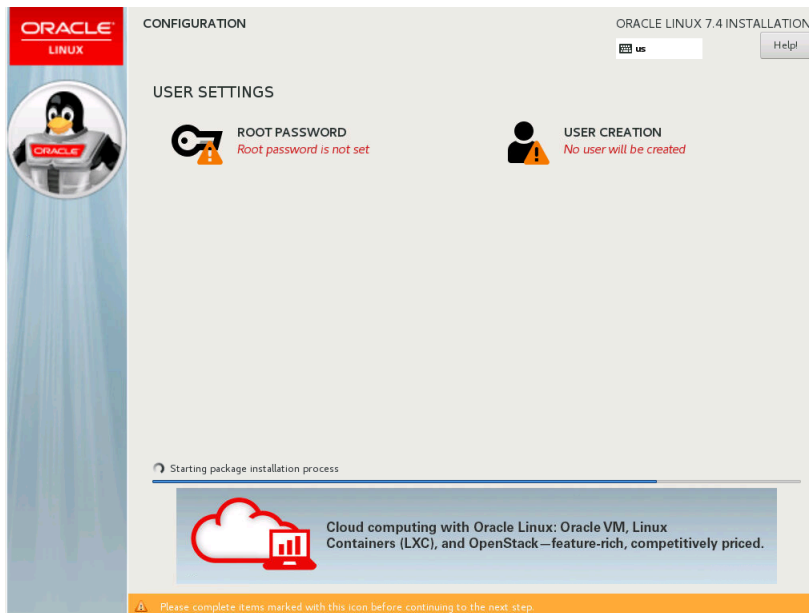 ORACLE
LINUX
CONFIGURATION
ORACLE LINUX 7.4 INSTALLATION
us
Help!
ORACLE
USER SETTINGS
ROOT PASSWORD
Root password is not set
USER CREATION
No user will be created
Starting package installation process
Cloud computing with Oracle Linux: Oracle VM, Linux
Containers (LXC), and OpenStack—feature-rich, competitively priced.
Please complete items marked with this icon before continuing to the next step.